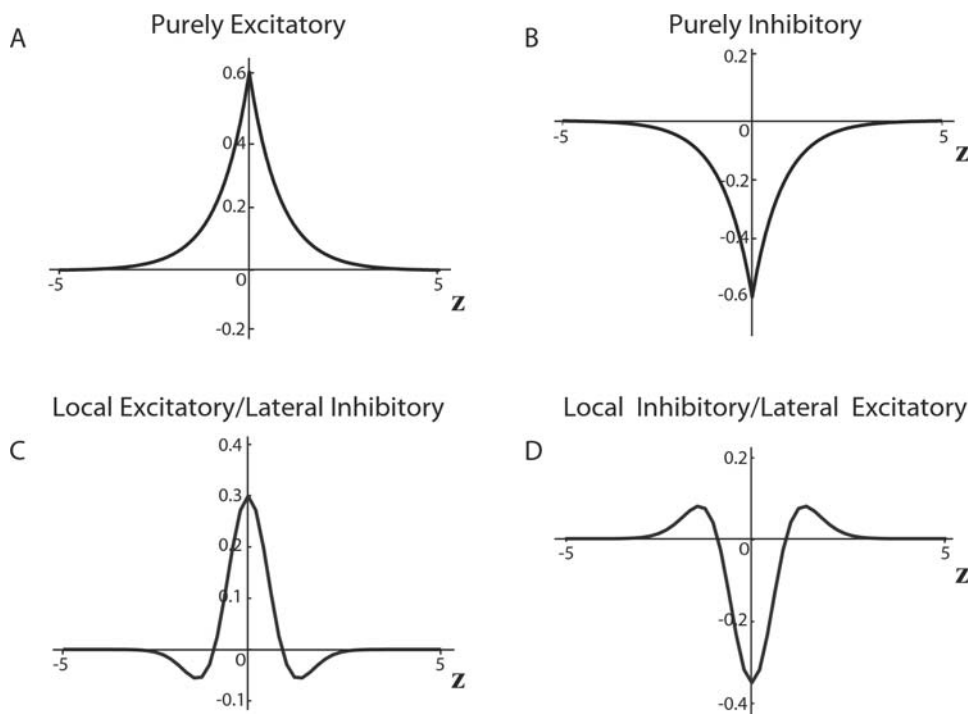 A
Purely Excitatory
0.6
0.4
0.2
-5
0
5
z
-0.2
B
Purely Inhibitory
0.2
-5
0
5
z
-0.2
-0.4
-0.6
C
Local Excitatory/Lateral Inhibitory
0.4
0.3
0.2
0.1
-5
0
5
z
-0.1
D
Local Inhibitory/Lateral Excitatory
0.2
-5
0
5
z
-0.2
-0.4